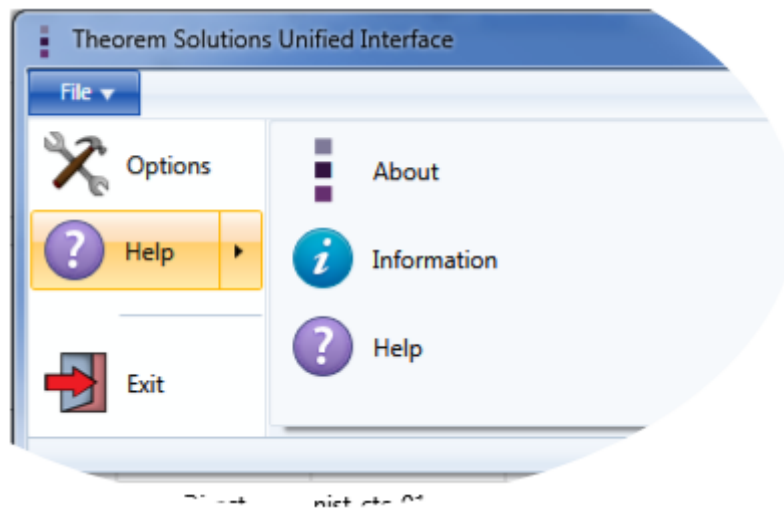 Theorem Solutions Unified Interface
File
Options
Help
Exit
About
Information
Help